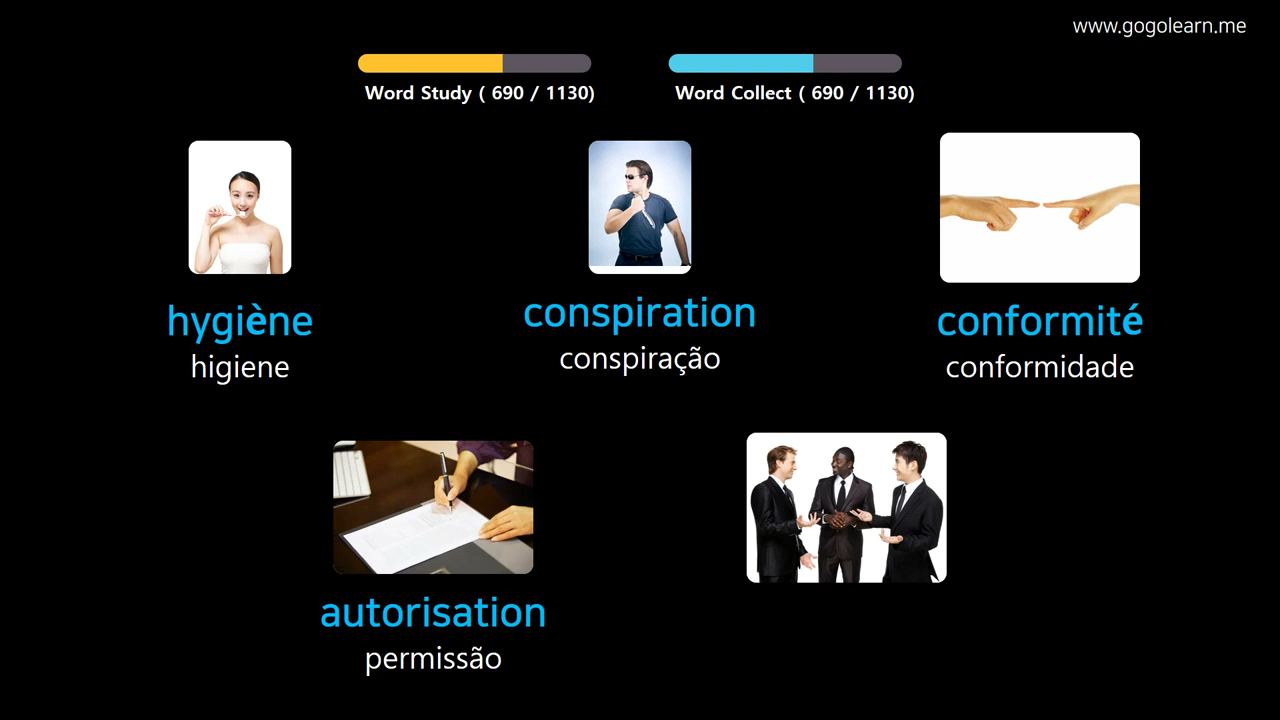 www.gogolearn.me
Word Study ( 690 / 1130)
Word Collect ( 690 / 1130)
hygiène
higiene
conspiration
conspiração
conformité
conformidade
autorisation
permissão